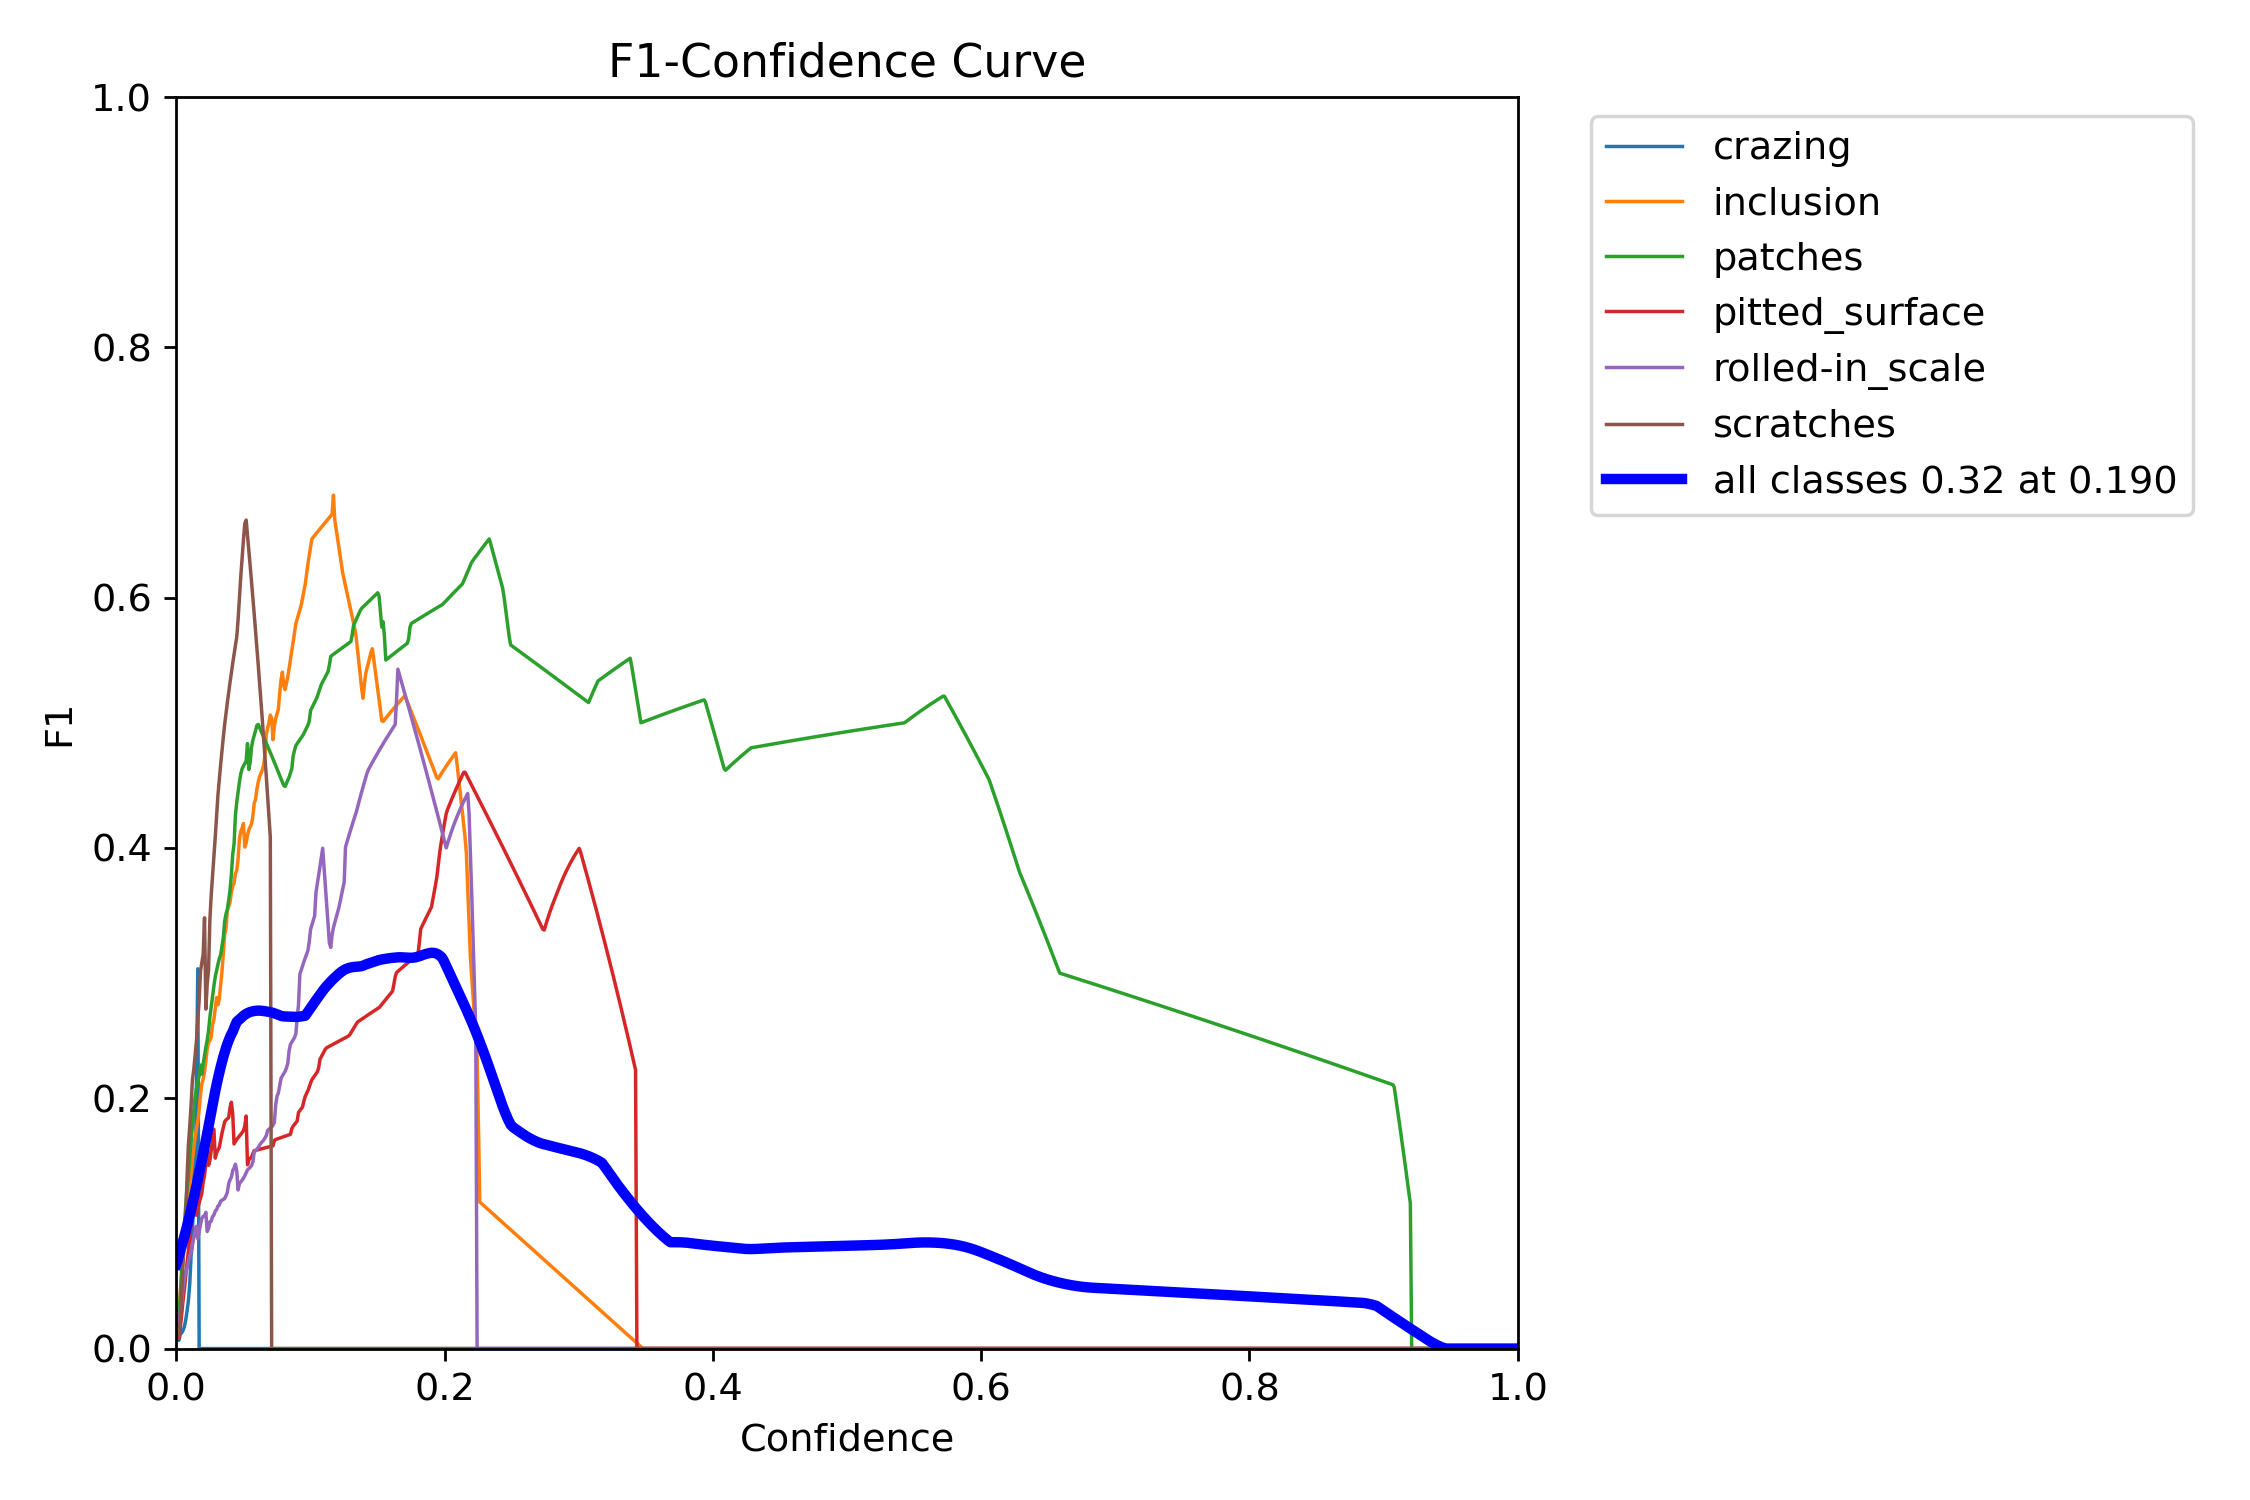 F1-Confidence Curve
1.0
0.8
0.6
0.4
0.2
0.0
F1
0.0 0.2 0.4 0.6 0.8 1.0
Confidence
crazing
inclusion
patches
pitted_surface
rolled-in_scale
scratches
all classes 0.32 at 0.190